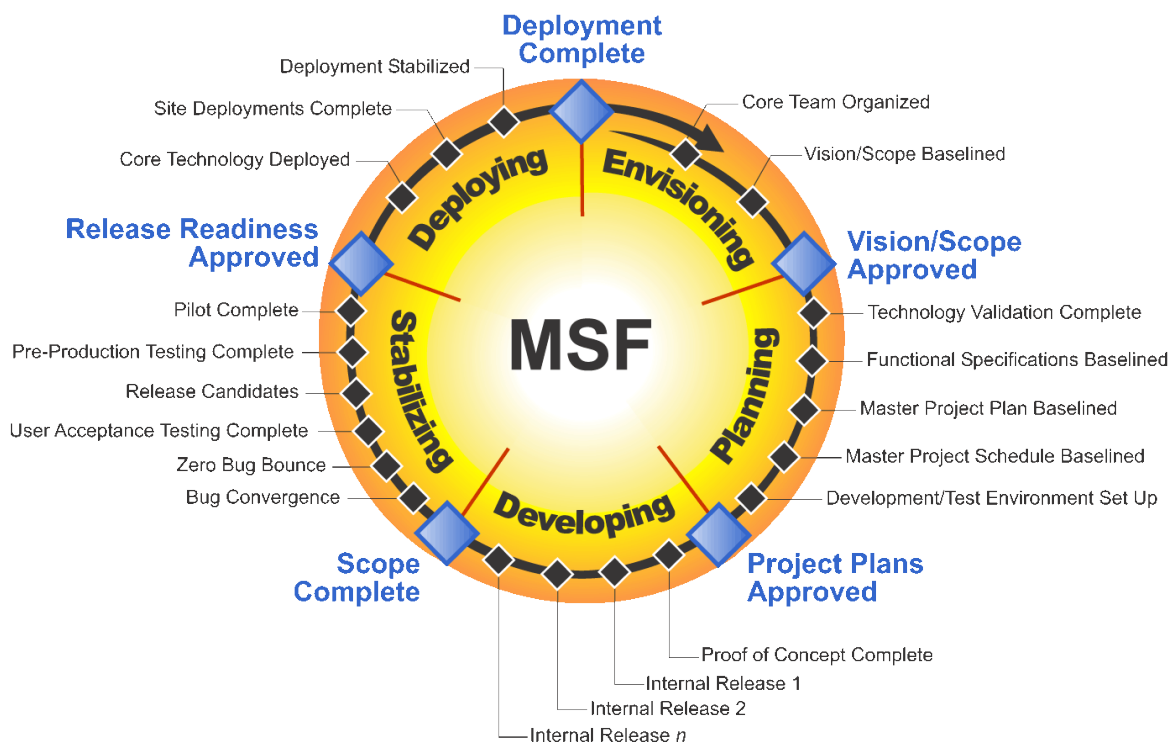 Deployment
Complete
Deployment Stabilized
Site Deployments Complete
Core Technology Deployed
Core Team Organized
Vision/Scope Baselined
Deploying
Envisioning
Release Readiness
Approved
Vision/Scope
Approved
Pilot Complete
Pre-Production Testing Complete
Release Candidates
User Acceptance Testing Complete
Zero Bug Bounce
Bug Convergence
Stabilizing
MSF
Planning
Technology Validation Complete
Functional Specifications Baselined
Master Project Plan Baselined
Master Project Schedule Baselined
Development/Test Environment Set Up
Developing
Scope
Complete
Project Plans
Approved
Proof of Concept Complete
Internal Release 1
Internal Release 2
Internal Release n